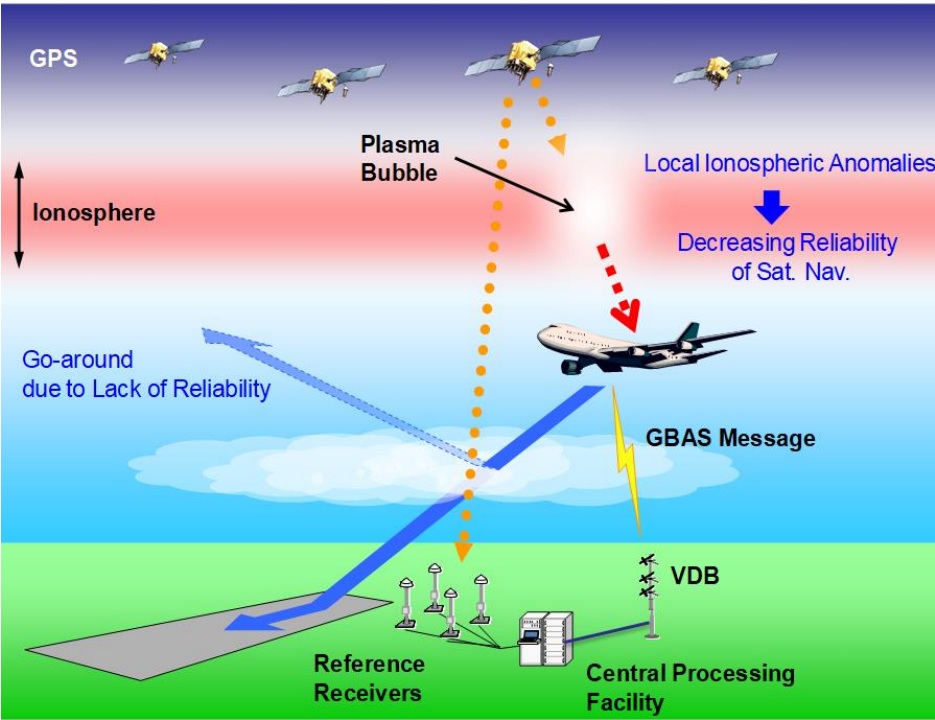 GPS
Plasma
Bubble
Local Ionospheric Anomalies
Ionosphere
Decreasing Reliability
of Sat. Nav.
Go-around
due to Lack of Reliability
GBAS Message
VDB
Reference
Receivers
Central Processing
Facility